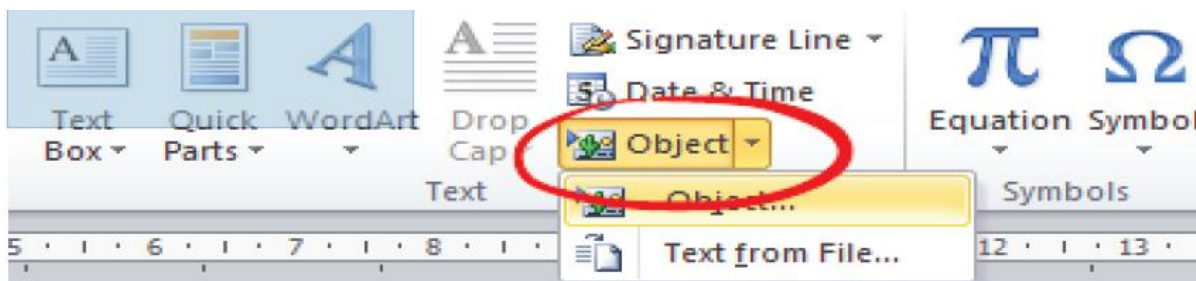 Signature Line
Date & Time
Text Box
Quick Parts
WordArt
Drop Cap
Object
Equation
Symbol
Text
Symbols
Object...
Text from File...
5 6 7 8 12 13